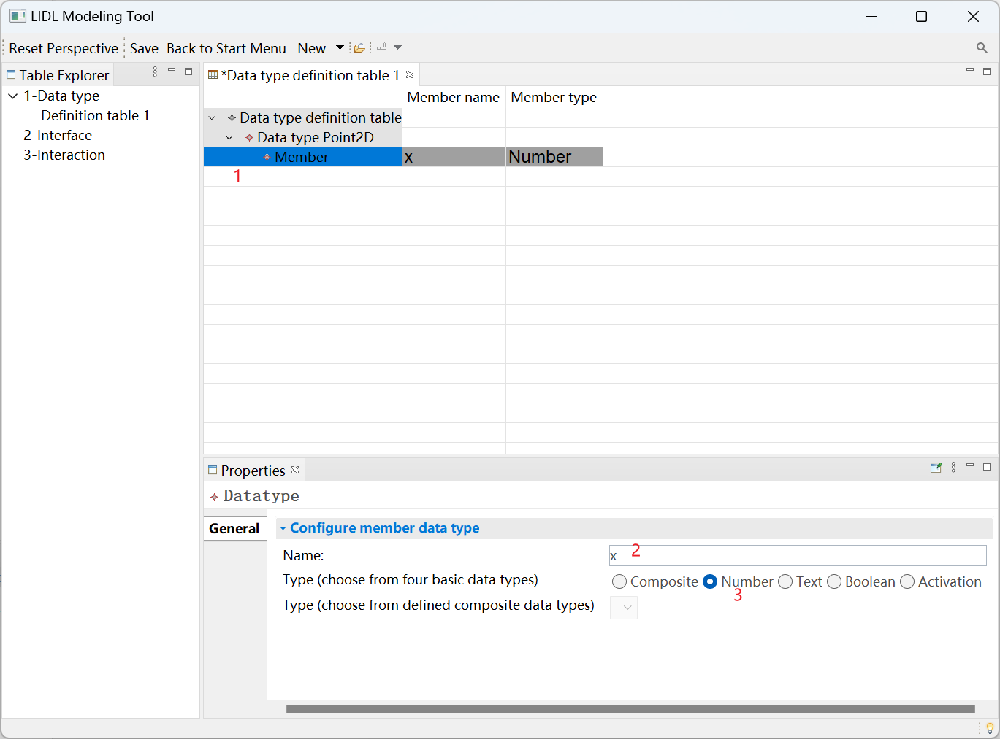 LIDL Modeling Tool
Reset Perspective Save Back to Start Menu New
Table Explorer
1-Data type
Definition table 1
2-Interface
3-Interaction
*Data type definition table 1
Member name Member type
Data type definition table
Data type Point2D
Member x Number
1
Properties
Datatype
General
Configure member data type
Name: x 2
Type (choose from four basic data types) Composite Number Text Boolean Activation
3
Type (choose from defined composite data types)